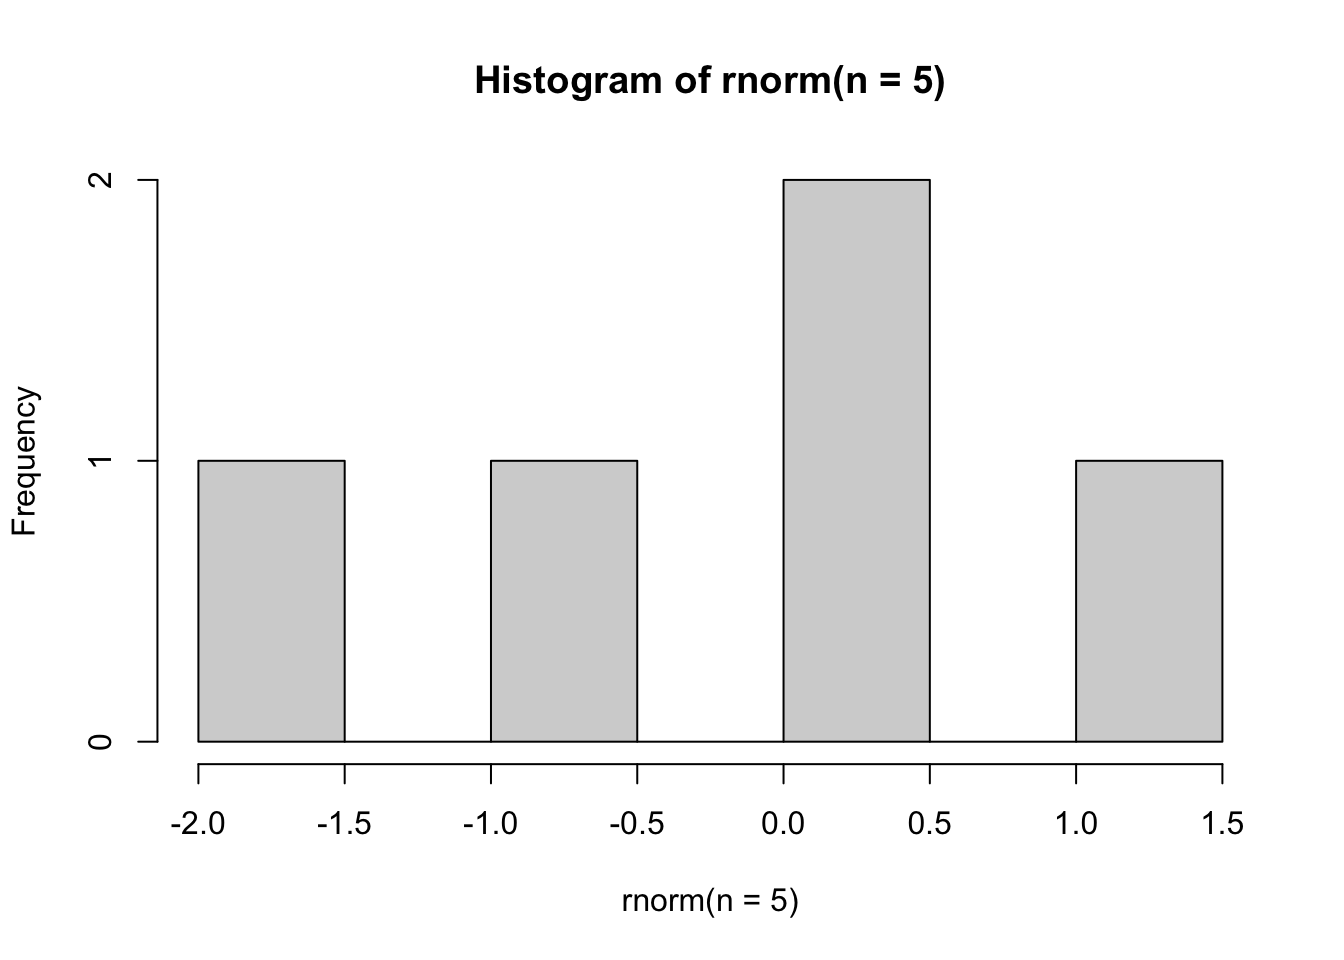 Histogram of rnorm(n = 5)
2
1
0
Frequency
-2.0 -1.5 -1.0 -0.5 0.0 0.5 1.0 1.5
rnorm(n = 5)